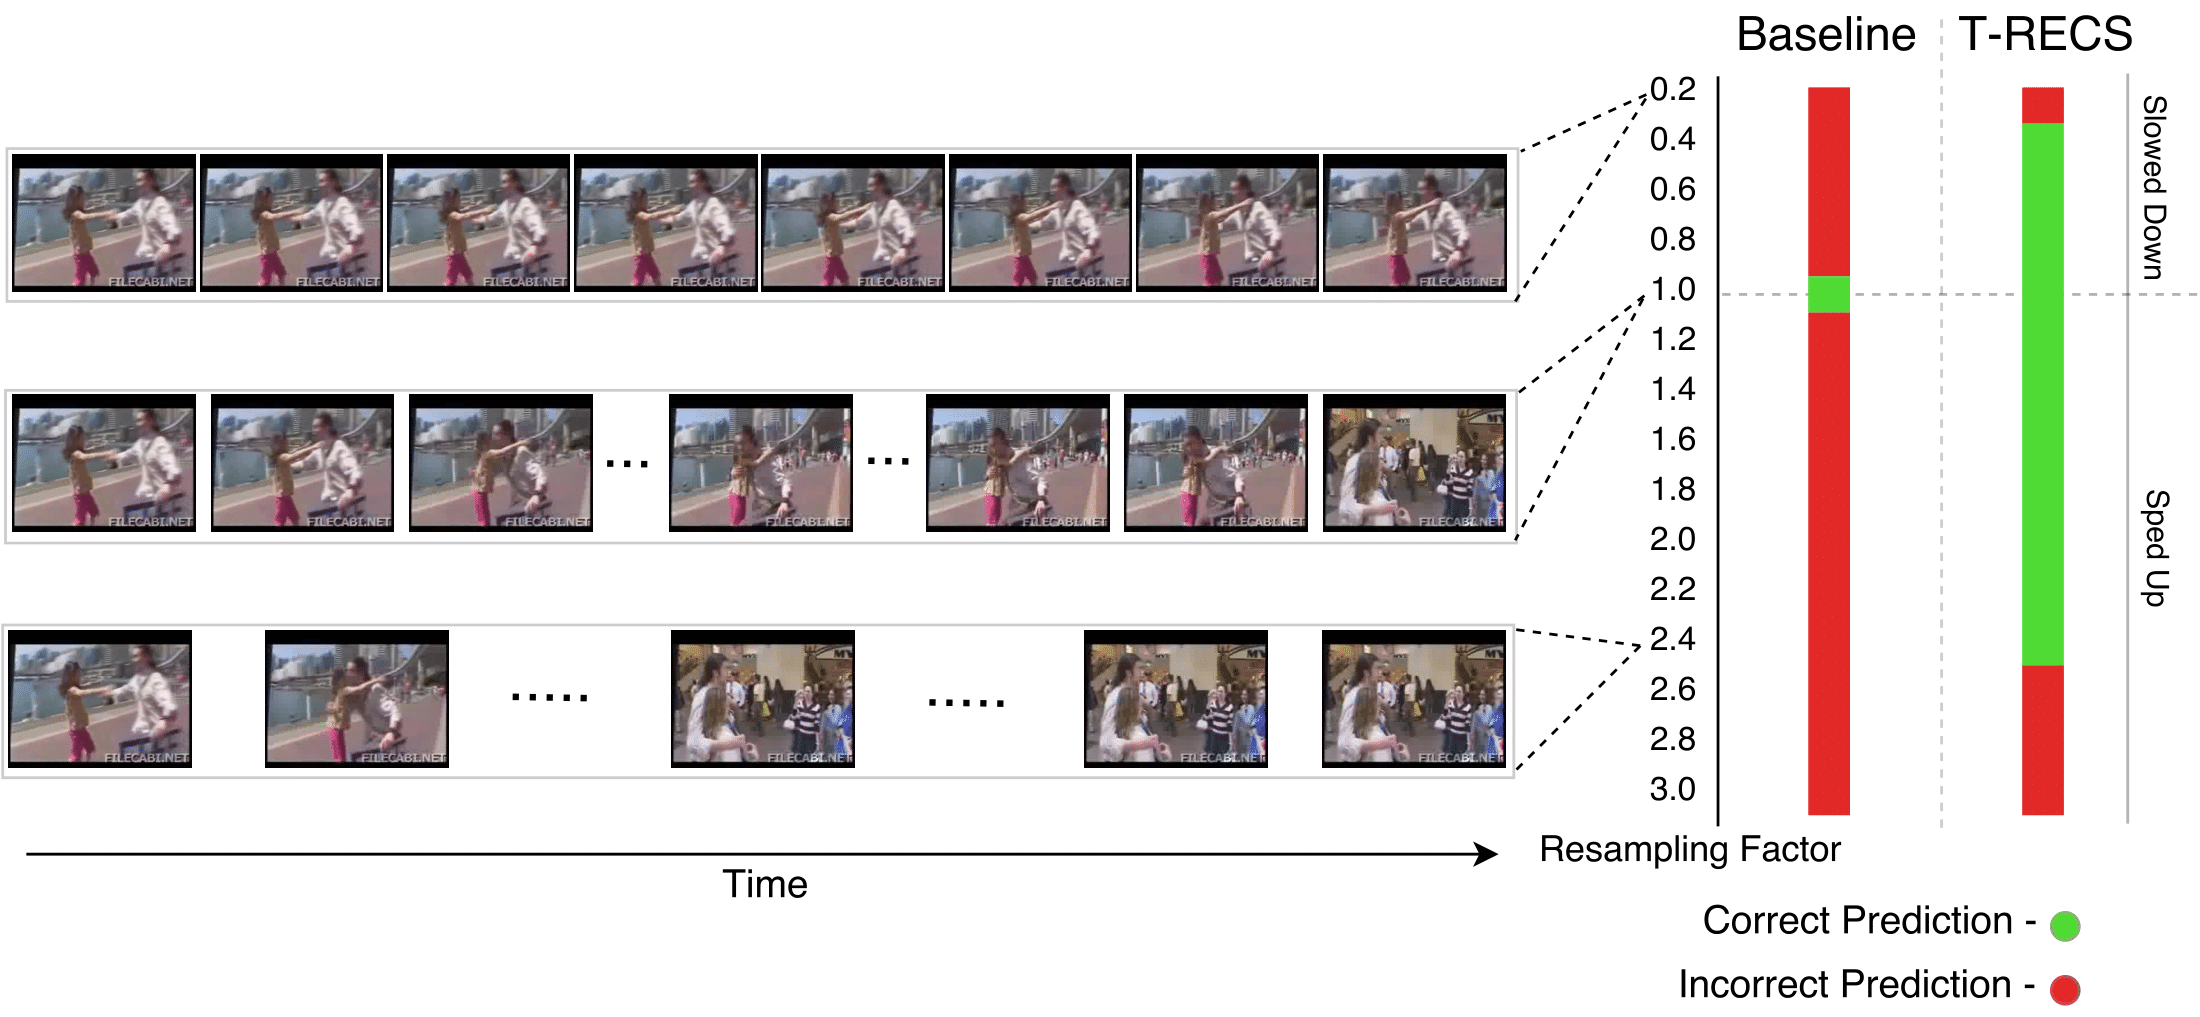 Baseline
T-RECS
0.2
0.4
0.6
0.8
1.0
1.2
1.4
1.6
1.8
2.0
2.2
2.4
2.6
2.8
3.0
Slowed Down
Sped Up
FILECABI.NET
FILECABI.NET
FILECABI.NET
FILECABI.NET
FILECABI.NET
FILECABI.NET
FILECABI.NET
FILECABI.NET
FILECABI.NET
FILECABI.NET
FILECABI.NET
...
FILECABI.NET
...
FILECABI.NET
FILECABI.NET
FILECABI.NET
FILECABI.NET
FILECABI.NET
.....
FILECABI.NET
.....
FILECABI.NET
FILECABI.NET
Time
Resampling Factor
Correct Prediction -
Incorrect Prediction -